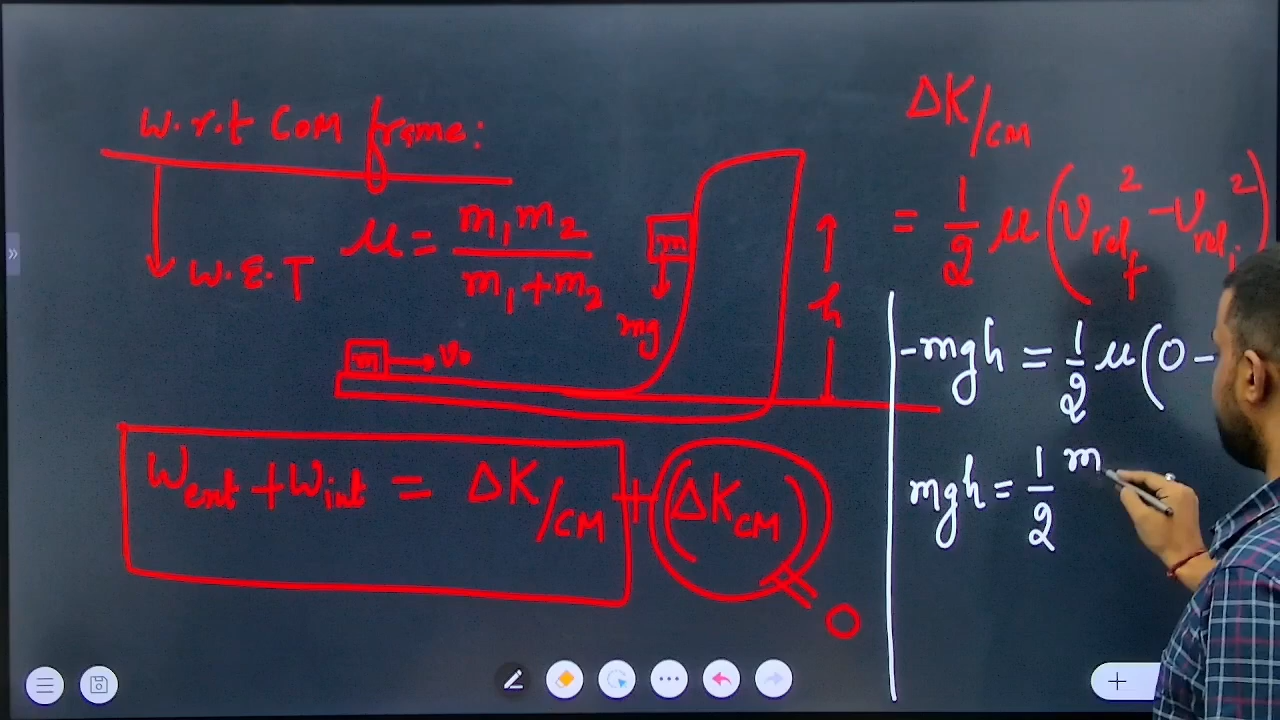 w.r.t COM frame:
W.E.T
μ = m₁m₂ / m₁+m₂
m
mg
h
m → v₀
W_ext + W_int = ΔK/CM + (ΔK_CM)
0
ΔK/CM
= 1/2 μ (v_rel_f² - v_rel_i²)
-mgh = 1/2 μ (0 -
mgh = 1/2 m